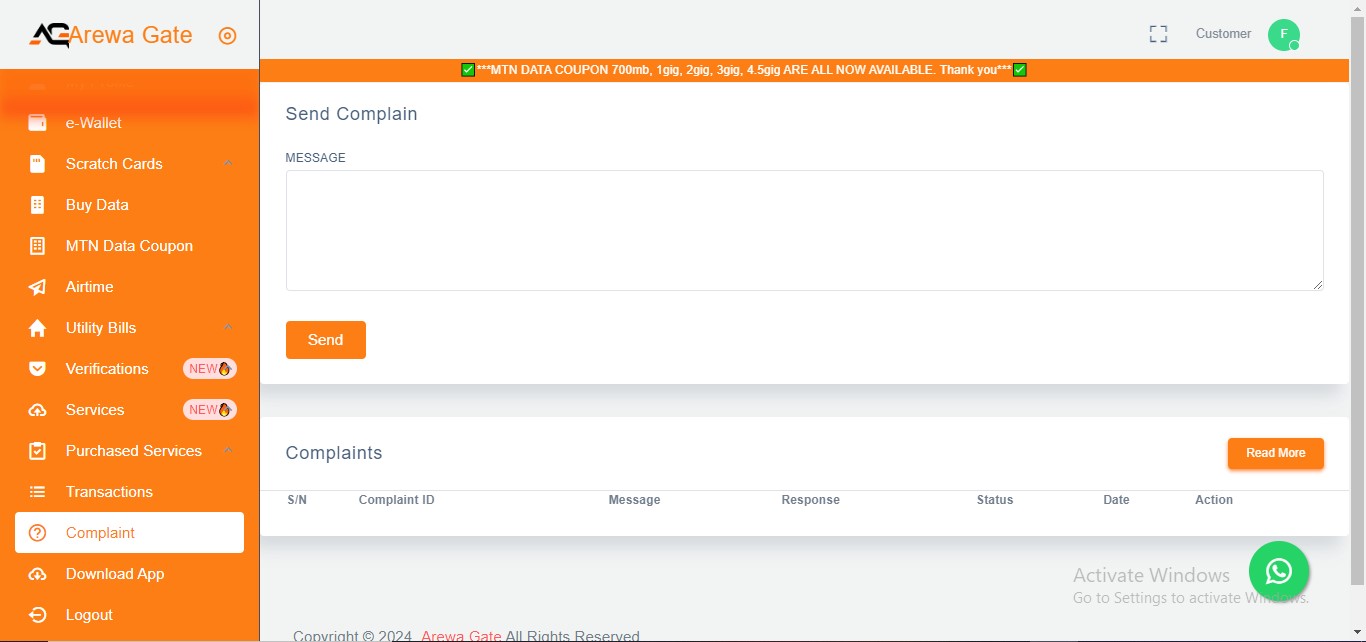 AG Arewa Gate
Customer
F
✅***MTN DATA COUPON 700mb, 1gig, 2gig, 3gig, 4.5gig ARE ALL NOW AVAILABLE. Thank you***✅
e-Wallet
Scratch Cards
Buy Data
MTN Data Coupon
Airtime
Utility Bills
Verifications NEW
Services NEW
Purchased Services
Transactions
Complaint
Download App
Logout
Send Complain
MESSAGE
Send
Complaints
Read More
S/N Complaint ID Message Response Status Date Action
Activate Windows
Go to Settings to activate Windows.
Copyright © 2024 Arewa Gate All Rights Reserved